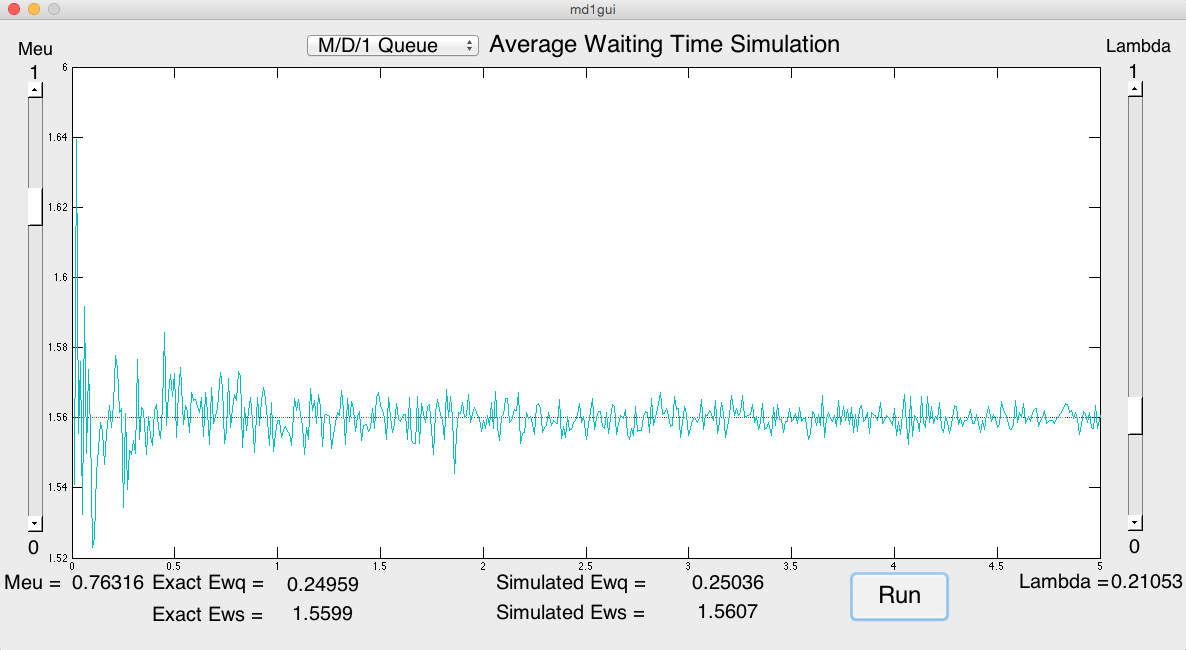 md1gui
Meu
M/D/1 Queue
Average Waiting Time Simulation
Lambda
1
1
6
1.64
1.62
1.6
1.58
1.56
1.54
1.52
0
0
0 0.5 1 1.5 2 2.5 3 3.5 4 4.5 5
Meu = 0.76316 Exact Ewq = 0.24959 Simulated Ewq = 0.25036 Run Lambda =0.21053
Exact Ews = 1.5599 Simulated Ews = 1.5607